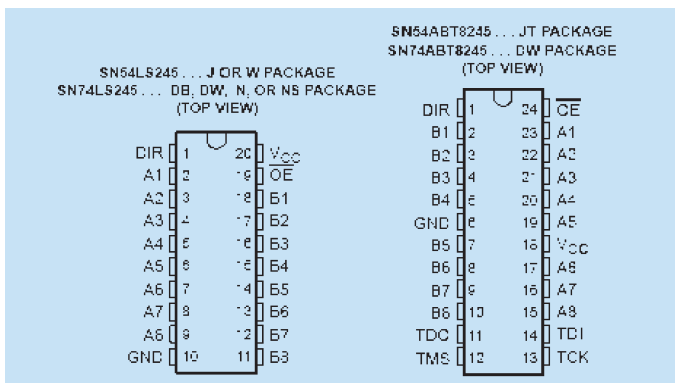 SN54LS245 . . . J OR W PACKAGE
SN74LS245 . . . DB, DW, N, OR NS PACKAGE
(TOP VIEW)
DIR 1 20 VCC
A1 2 19 OE
A2 3 18 B1
A3 4 17 B2
A4 5 16 B3
A5 6 15 B4
A6 7 14 B5
A7 8 13 B6
A8 9 12 B7
GND 10 11 B8
SN54ABT8245 . . . JT PACKAGE
SN74ABT8245 . . . DW PACKAGE
(TOP VIEW)
DIR 1 24 OE
B1 2 23 A1
B2 3 22 A2
B3 4 21 A3
B4 5 20 A4
GND 6 19 A5
B5 7 18 VCC
B6 8 17 A6
B7 9 16 A7
B8 10 15 A8
TDO 11 14 TDI
TMS 12 13 TCK